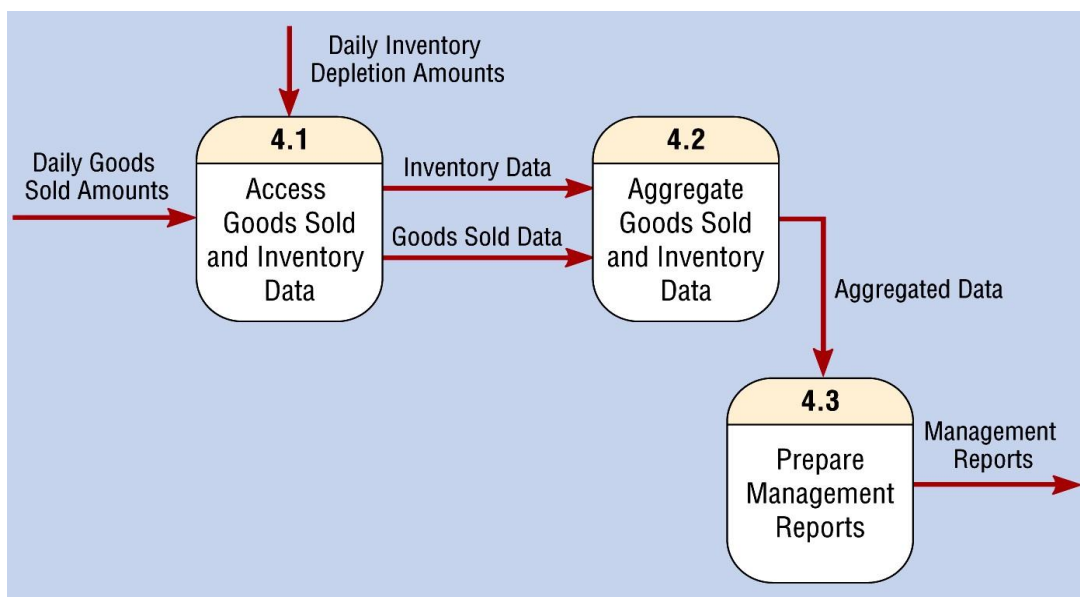 Daily Inventory
Depletion Amounts
Daily Goods
Sold Amounts
4.1
Access
Goods Sold
and Inventory
Data
Inventory Data
Goods Sold Data
4.2
Aggregate
Goods Sold
and Inventory
Data
Aggregated Data
4.3
Prepare
Management
Reports
Management
Reports